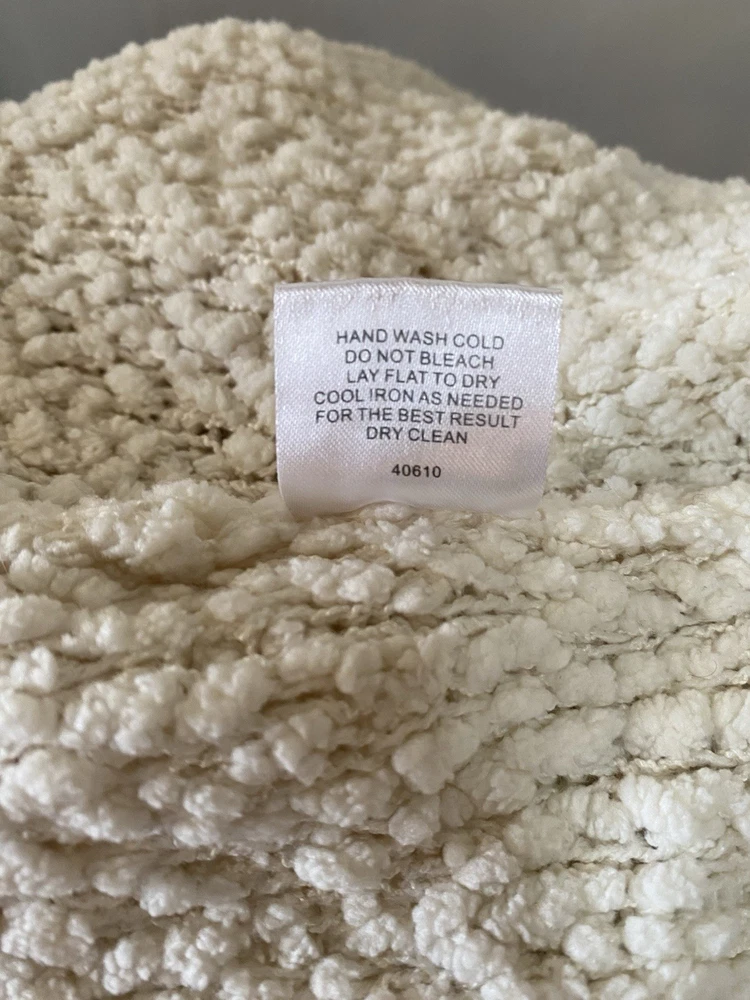 HAND WASH COLD
DO NOT BLEACH
LAY FLAT TO DRY
COOL IRON AS NEEDED
FOR THE BEST RESULT
DRY CLEAN
40610